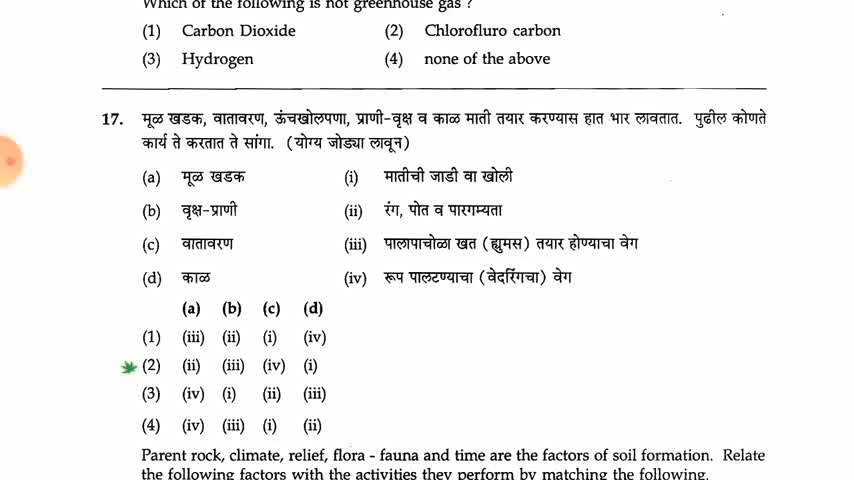 Which of the following is not greenhouse gas ?
(1) Carbon Dioxide (2) Chlorofluro carbon
(3) Hydrogen (4) none of the above
17. मूळ खडक, वातावरण, ऊंचखोलपणा, प्राणी-वृक्ष व काळ माती तयार करण्यास हात भार लावतात. पुढील कोणते
कार्य ते करतात ते सांगा. (योग्य जोड्या लावून)
(a) मूळ खडक (i) मातीची जाडी वा खोली
(b) वृक्ष-प्राणी (ii) रंग, पोत व पारगम्यता
(c) वातावरण (iii) पालापाचोळा खत (ह्युमस) तयार होण्याचा वेग
(d) काळ (iv) रूप पालटण्याचा (वेदरिंगचा) वेग
(a) (b) (c) (d)
(1) (iii) (ii) (i) (iv)
(2) (ii) (iii) (iv) (i)
(3) (iv) (i) (ii) (iii)
(4) (iv) (iii) (i) (ii)
Parent rock, climate, relief, flora - fauna and time are the factors of soil formation. Relate
the following factors with the activities they perform by matching the following.